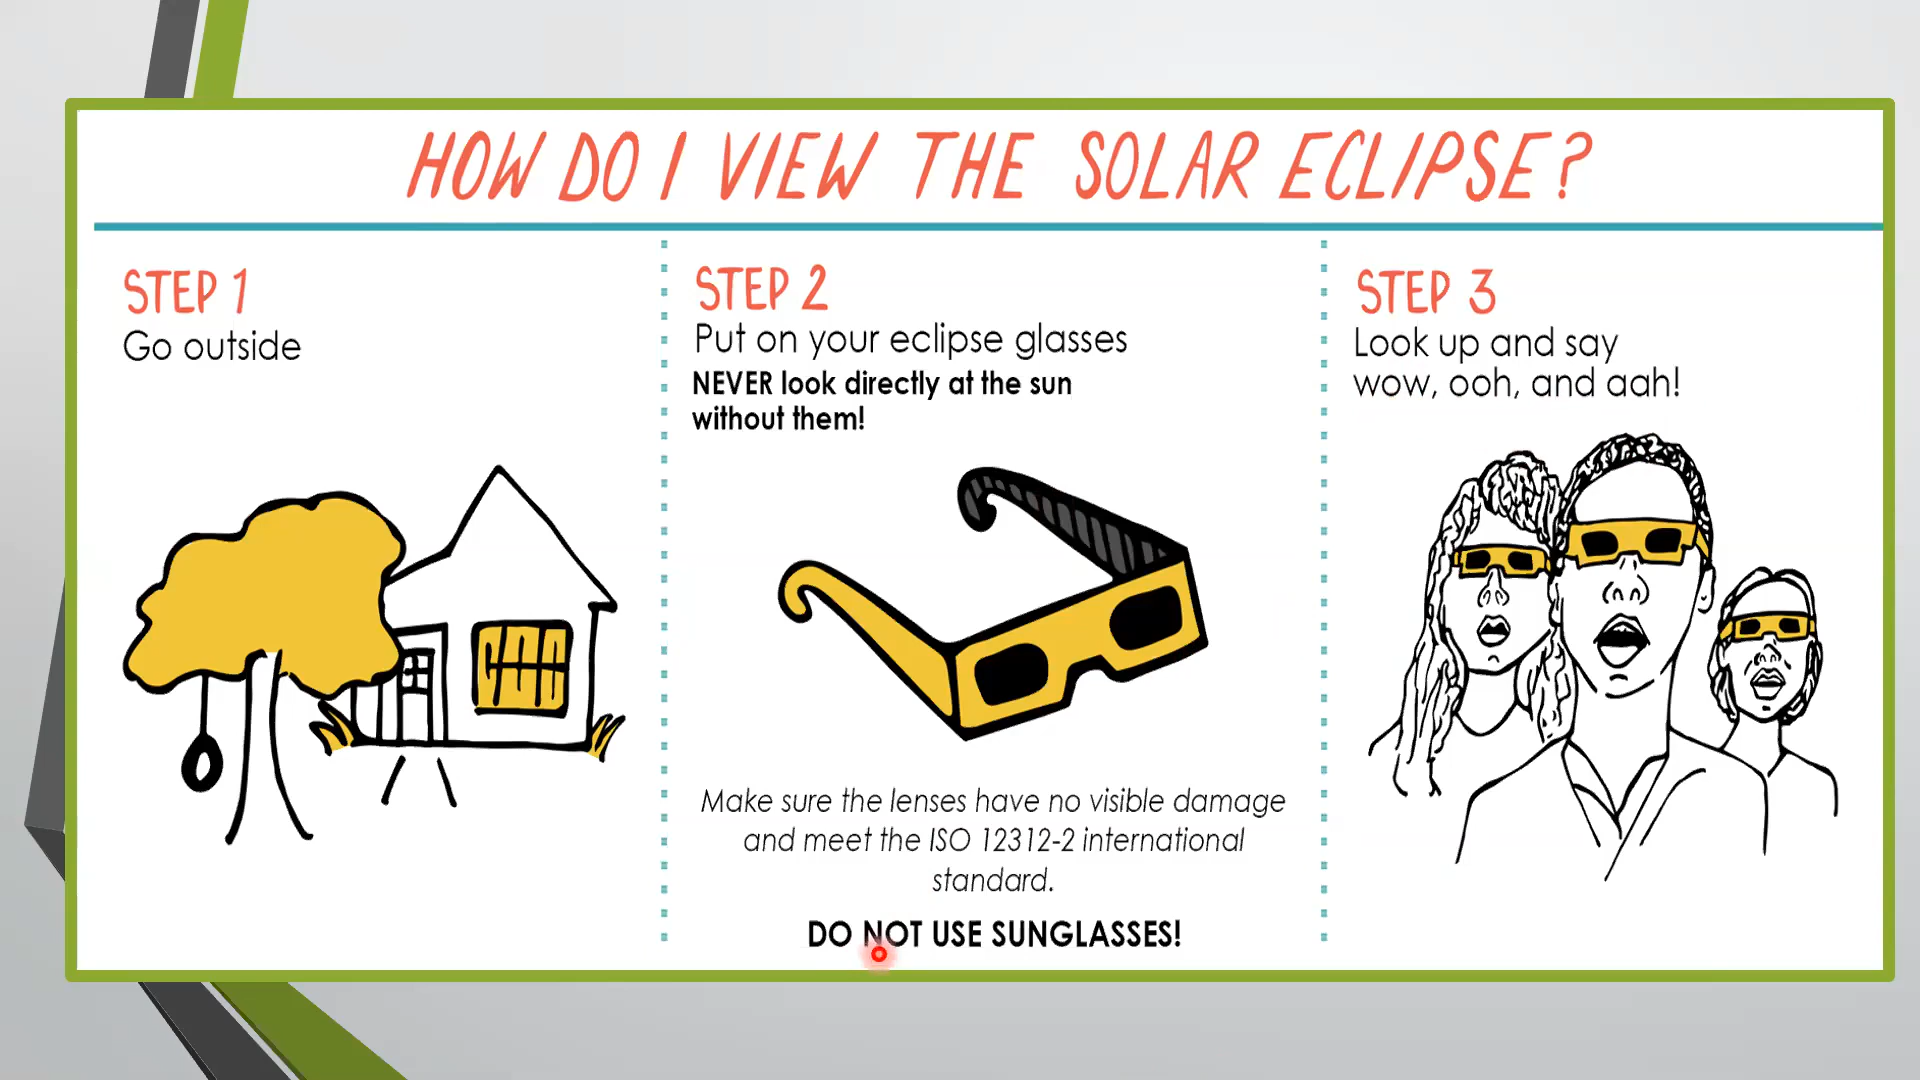 HOW DO I VIEW THE SOLAR ECLIPSE?
STEP 1
Go outside
STEP 2
Put on your eclipse glasses
NEVER look directly at the sun
without them!
Make sure the lenses have no visible damage
and meet the ISO 12312-2 international
standard.
DO NOT USE SUNGLASSES!
STEP 3
Look up and say
wow, ooh, and aah!